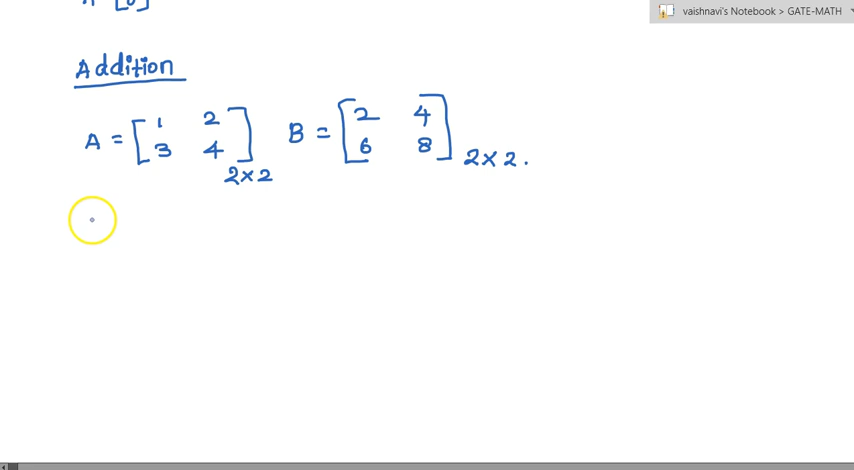 vaishnavi's Notebook > GATE-MATH
Addition
A = [1 2
3 4] 2×2 B = [2 4
6 8] 2×2.